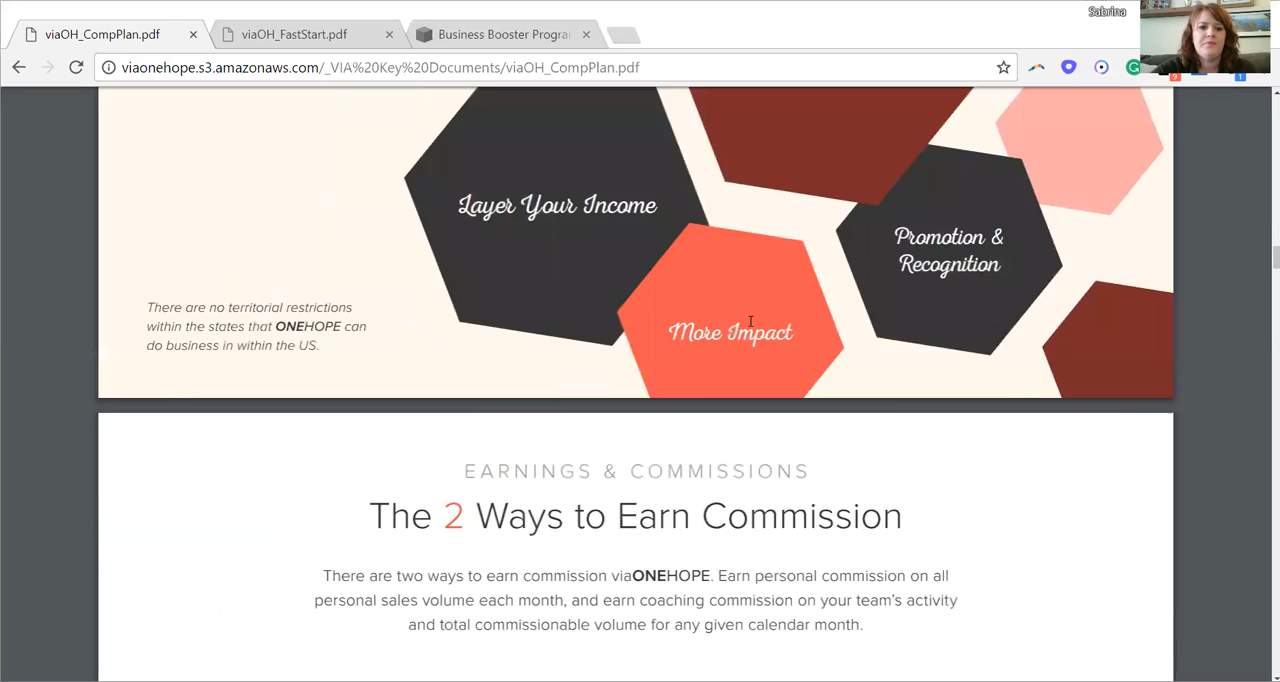 Sabrina
viaOH_CompPlan.pdf
viaOH_FastStart.pdf
Business Booster Progra
viaonehope.s3.amazonaws.com/_VIA%20Key%20Documents/viaOH_CompPlan.pdf
9
1
Layer Your Income
Promotion &
Recognition
More Impact
There are no territorial restrictions
within the states that ONEHOPE can
do business in within the US.
EARNINGS & COMMISSIONS
The 2 Ways to Earn Commission
There are two ways to earn commission viaONEHOPE. Earn personal commission on all
personal sales volume each month, and earn coaching commission on your team's activity
and total commissionable volume for any given calendar month.